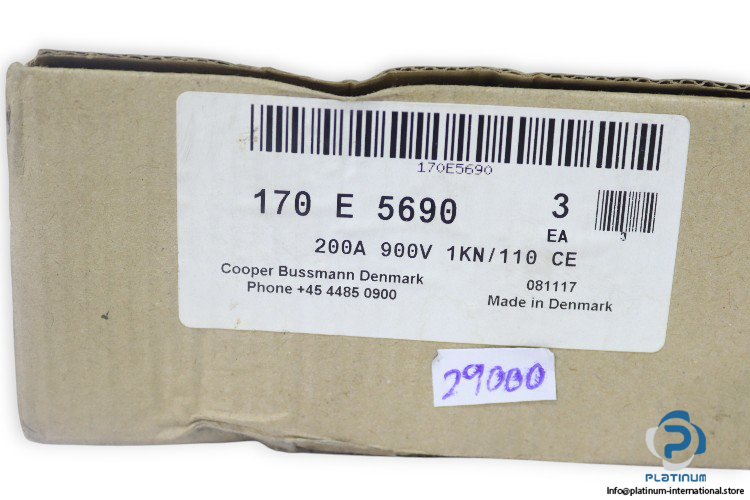 170E5690
170 E 5690 3
EA 3
200A 900V 1KN/110 CE
Cooper Bussmann Denmark 081117
Phone +45 4485 0900 Made in Denmark
29000
PLATINUM
info@platinum-international.store